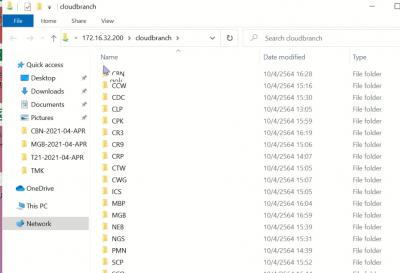 cloudbranch
File Home Share View
172.16.32.200 cloudbranch Search cloudbranch
Name Date modified Type
Quick access
Desktop
Downloads
Documents
Pictures
CBN-2021-04-APR
MGB-2021-04-APR
T21-2021-04-APR
TMK
OneDrive
This PC
Network
CBN 10/4/2564 16:28 File folder
CCW 10/4/2564 15:16 File folder
CDC 10/4/2564 15:30 File folder
CLP 10/4/2564 13:05 File folder
CPK 10/4/2564 15:59 File folder
CR3 10/4/2564 16:19 File folder
CR9 10/4/2564 15:06 File folder
CRP 10/4/2564 14:07 File folder
CTW 10/4/2564 15:05 File folder
CWG 10/4/2564 15:07 File folder
ICS 10/4/2564 15:05 File folder
MBP 10/4/2564 16:04 File folder
MGB 10/4/2564 16:59 File folder
NEB 10/4/2564 15:39 File folder
NGS 10/4/2564 15:31 File folder
PMN 10/4/2564 14:39 File folder
SCP 10/4/2564 15:52 File folder